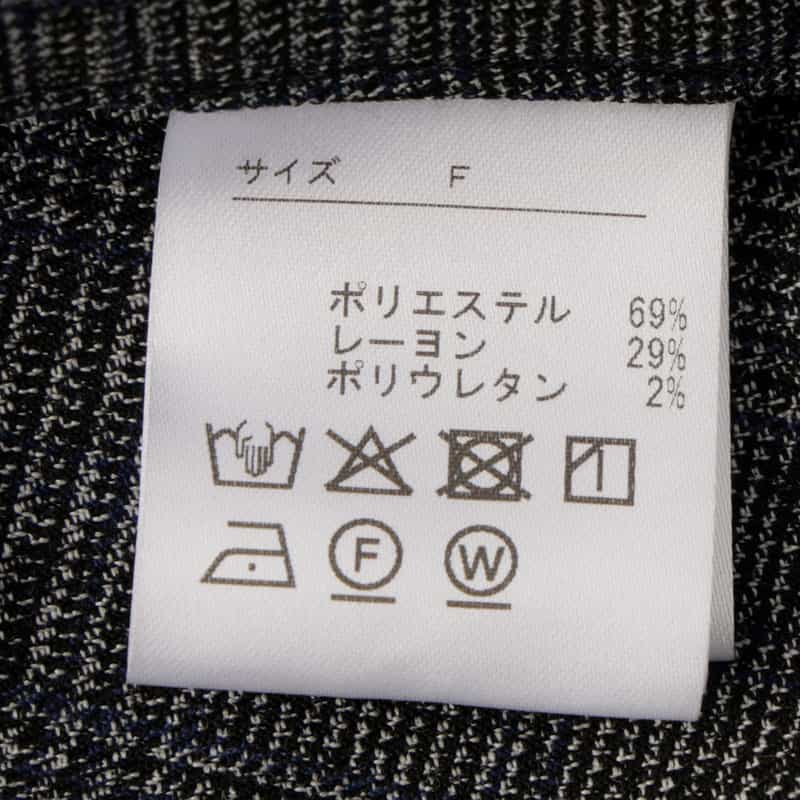 サイズ F
ポリエステル 69%
レーヨン 29%
ポリウレタン 2%
F W